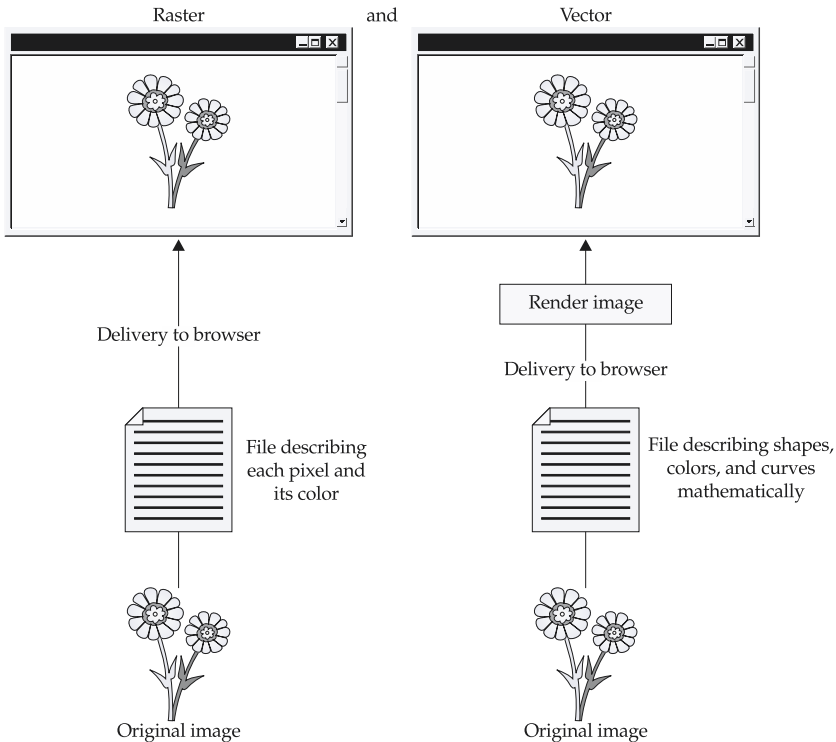 Raster and Vector
Render image
Delivery to browser
Delivery to browser
File describing
each pixel and
its color
File describing shapes,
colors, and curves
mathematically
Original image
Original image